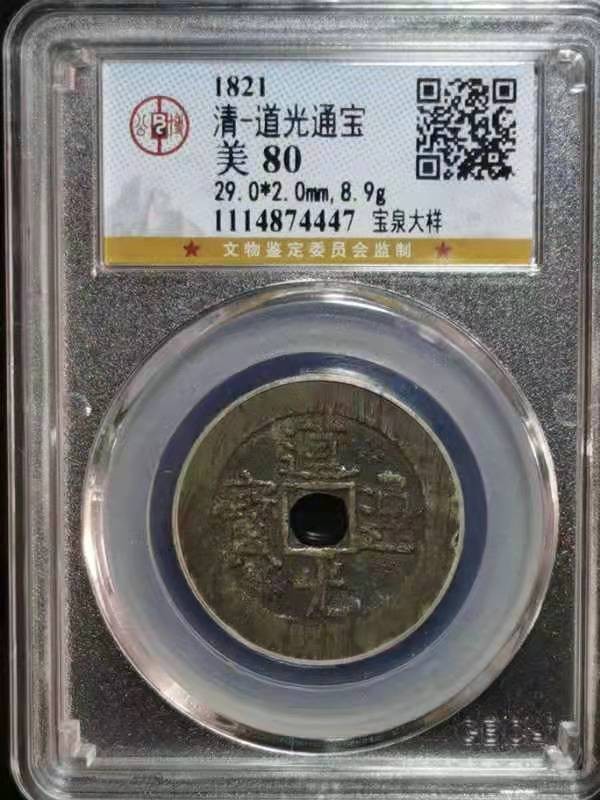 1821
清-道光通宝
美 80
29.0*2.0mm,8.9g
1114874447 宝泉大样
★ 文物鉴定委员会监制 ★
道
寳 通
光